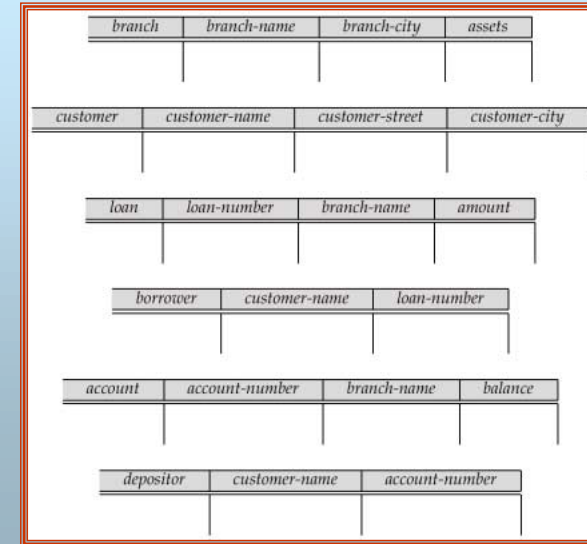 branch branch-name branch-city assets
customer customer-name customer-street customer-city
loan loan-number branch-name amount
borrower customer-name loan-number
account account-number branch-name balance
depositor customer-name account-number